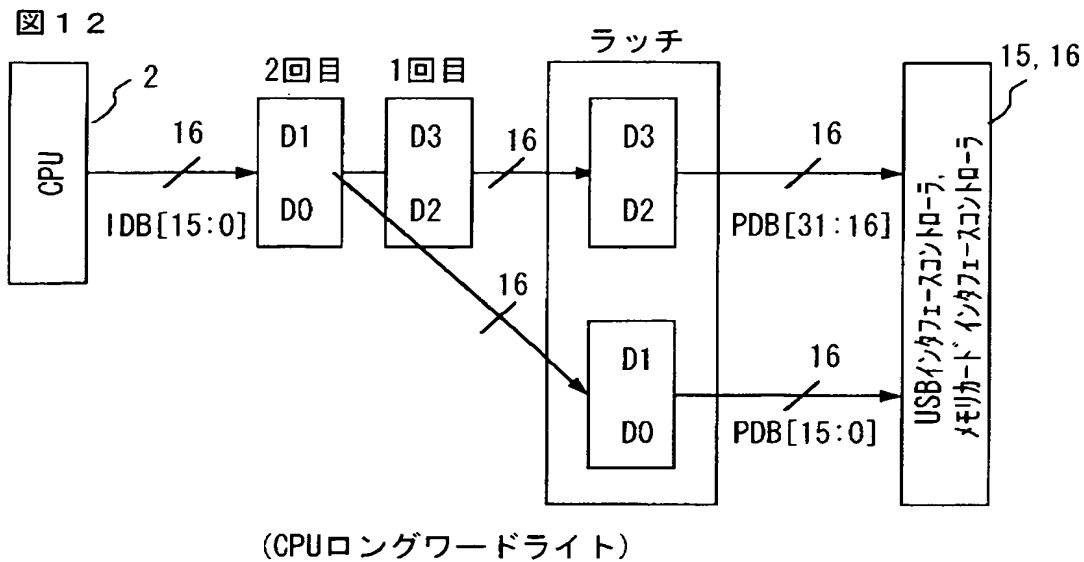 図12
ラッチ
2回目
1回目
15, 16
2
CPU
16
IDB[15:0]
D1
D0
D3
D2
16
D3
D2
16
PDB[31:16]
16
D1
D0
16
PDB[15:0]
USBインタフェースコントローラ,
メモリカードインタフェースコントローラ
(CPUロングワードライト)